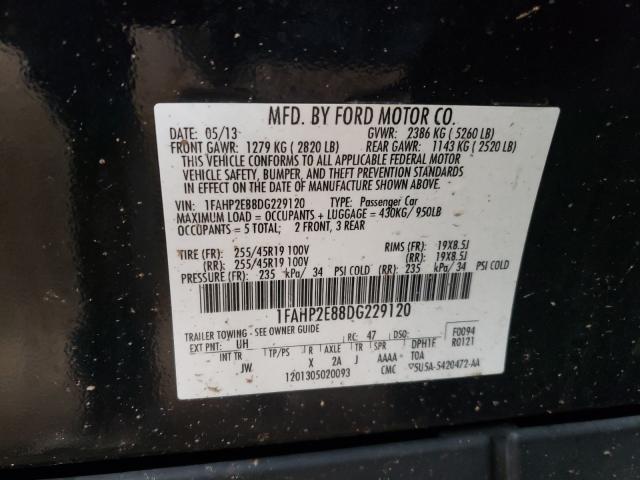 MFD. BY FORD MOTOR CO.
DATE: 05/13 GVWR: 2386 KG ( 5260 LB)
FRONT GAWR: 1279 KG ( 2820 LB) REAR GAWR: 1143 KG ( 2520 LB)
THIS VEHICLE CONFORMS TO ALL APPLICABLE FEDERAL MOTOR
VEHICLE SAFETY, BUMPER, AND THEFT PREVENTION STANDARDS
IN EFFECT ON THE DATE OF MANUFACTURE SHOWN ABOVE.
VIN: 1FAHP2E88DG229120 TYPE: Passenger Car
MAXIMUM LOAD = OCCUPANTS + LUGGAGE = 430KG/ 950LB
OCCUPANTS = 5 TOTAL; 2 FRONT, 3 REAR
TIRE (FR): 255/45R19 100V RIMS (FR): 19X8.5J
(RR): 255/45R19 100V (RR): 19X8.5J
PRESSURE (FR): 235 kPa/ 34 PSI COLD (RR): 235 kPa/ 34 PSI COLD
1FAHP2E88DG229120
TRAILER TOWING - SEE OWNER GUIDE F0094
EXT PNT: UH RC: 47 DSO: R0121
INT TR TP/PS R AXLE TR SPR DPH1F
JW X 2A J AAAA TOA
1201305020093 CMC 5U5A-5420472-AA